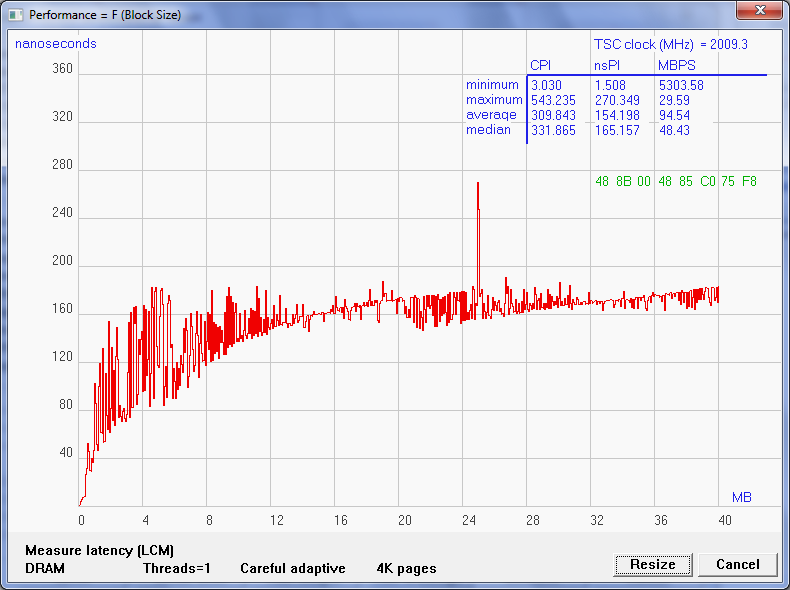 Performance = F (Block Size)
nanoseconds
TSC clock (MHz) = 2009.3
CPI nsPI MBPS
minimum 3.030 1.508 5303.58
maximum 543.235 270.349 29.59
average 309.843 154.198 94.54
median 331.865 165.157 48.43
48 8B 00 48 85 C0 75 F8
360
320
280
240
200
160
120
80
40
MB
0 4 8 12 16 20 24 28 32 36 40
Measure latency (LCM)
DRAM Threads=1 Careful adaptive 4K pages
Resize Cancel